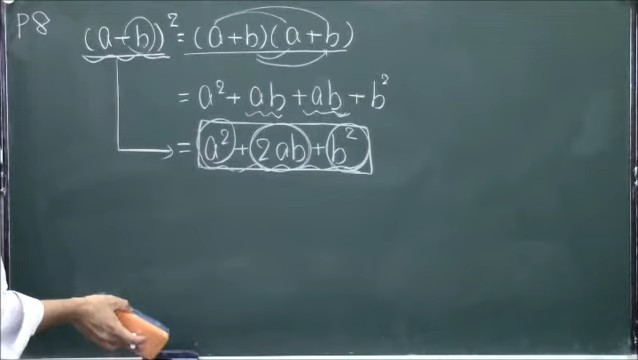 P8
(a+b))² = (a+b)(a+b)
= a² + ab + ab + b²
= a² + 2ab + b²